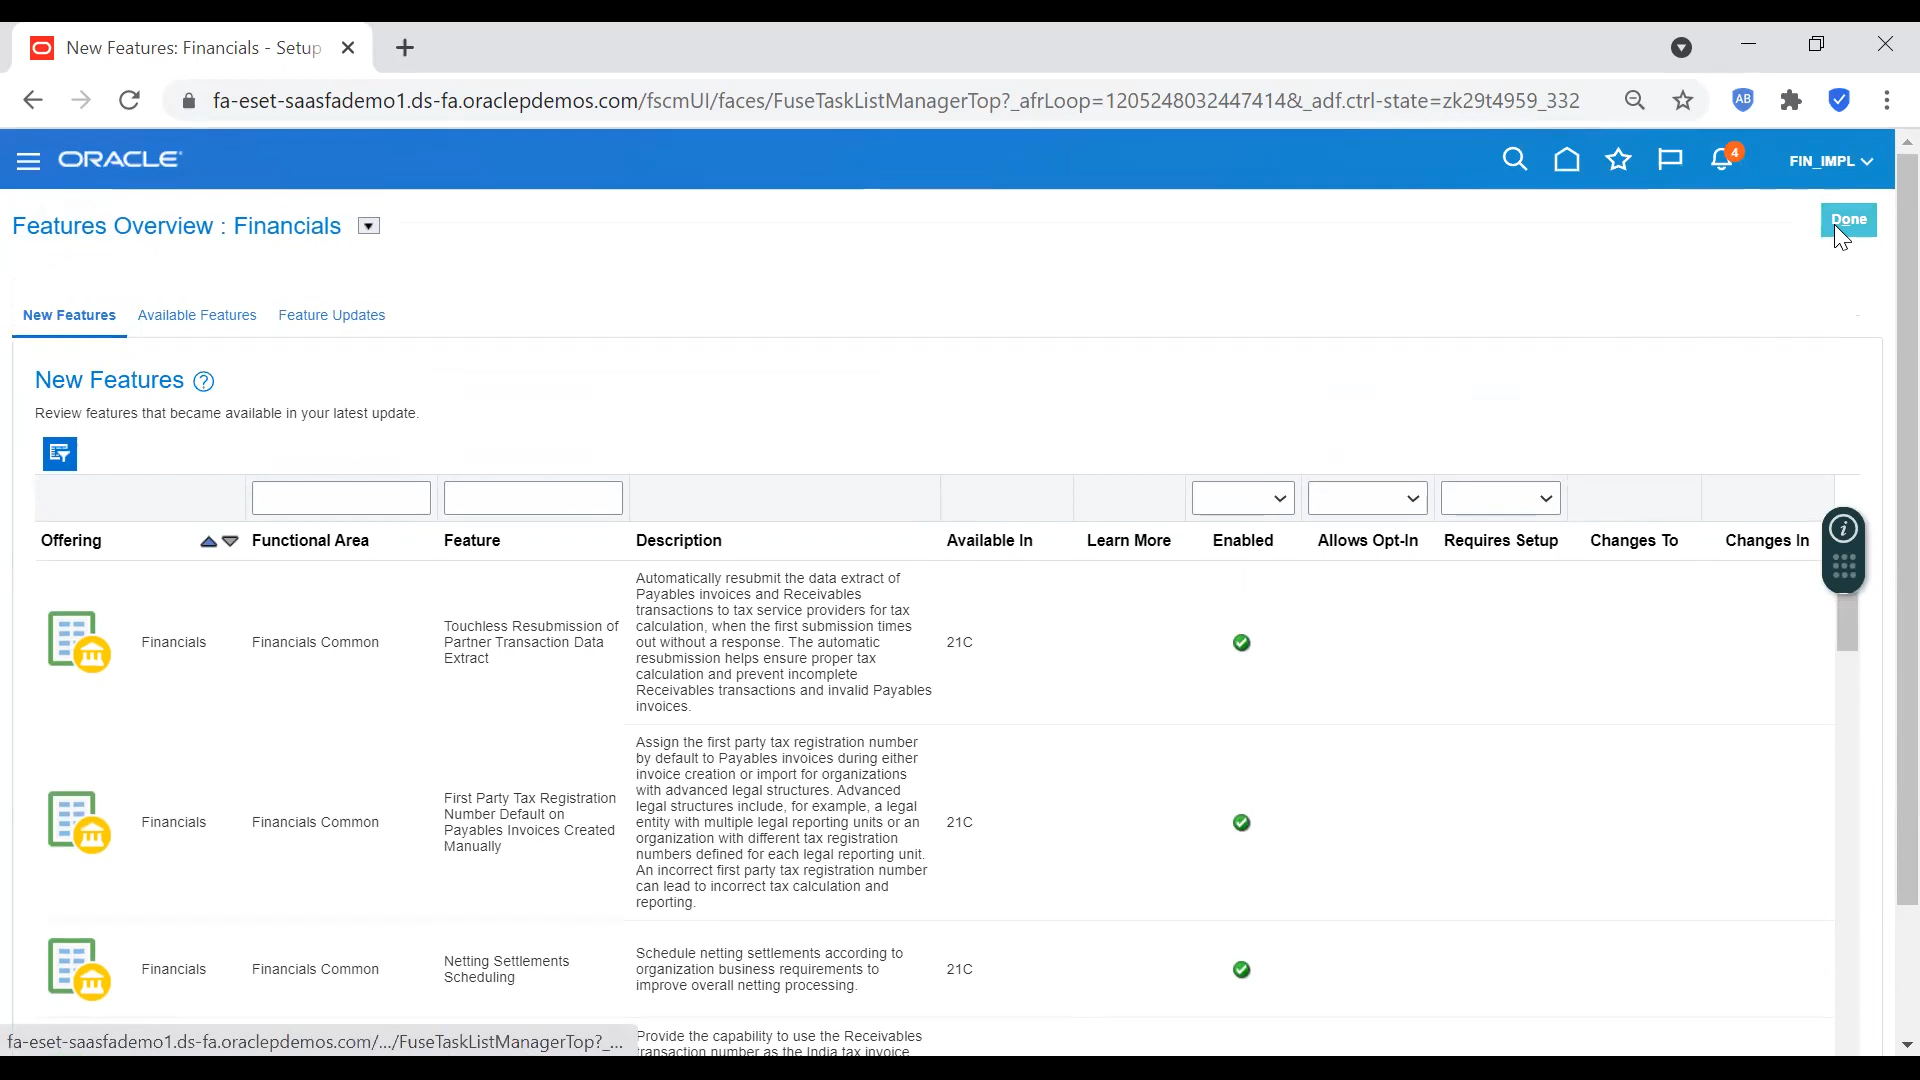 New Features: Financials - Setup
fa-eset-saasfademo1.ds-fa.oraclepdemos.com/fscmUI/faces/FuseTaskListManagerTop?_afrLoop=1205248032447414&_adf.ctrl-state=zk29t4959_332
AB
ORACLE
4
FIN_IMPL
Features Overview : Financials
Done
New Features
Available Features
Feature Updates
New Features ?
Review features that became available in your latest update.
Offering
Functional Area
Feature
Description
Available In
Learn More
Enabled
Allows Opt-In
Requires Setup
Changes To
Changes In
i
Financials
Financials Common
Touchless Resubmission of
Partner Transaction Data
Extract
Automatically resubmit the data extract of
Payables invoices and Receivables
transactions to tax service providers for tax
calculation, when the first submission times
out without a response. The automatic
resubmission helps ensure proper tax
calculation and prevent incomplete
Receivables transactions and invalid Payables
invoices.
21C
Financials
Financials Common
First Party Tax Registration
Number Default on
Payables Invoices Created
Manually
Assign the first party tax registration number
by default to Payables invoices during either
invoice creation or import for organizations
with advanced legal structures. Advanced
legal structures include, for example, a legal
entity with multiple legal reporting units or an
organization with different tax registration
numbers defined for each legal reporting unit.
An incorrect first party tax registration number
can lead to incorrect tax calculation and
reporting.
21C
Financials
Financials Common
Netting Settlements
Scheduling
Schedule netting settlements according to
organization business requirements to
improve overall netting processing.
21C
Provide the capability to use the Receivables
transaction number as the India tax invoice
fa-eset-saasfademo1.ds-fa.oraclepdemos.com/.../FuseTaskListManagerTop?_...